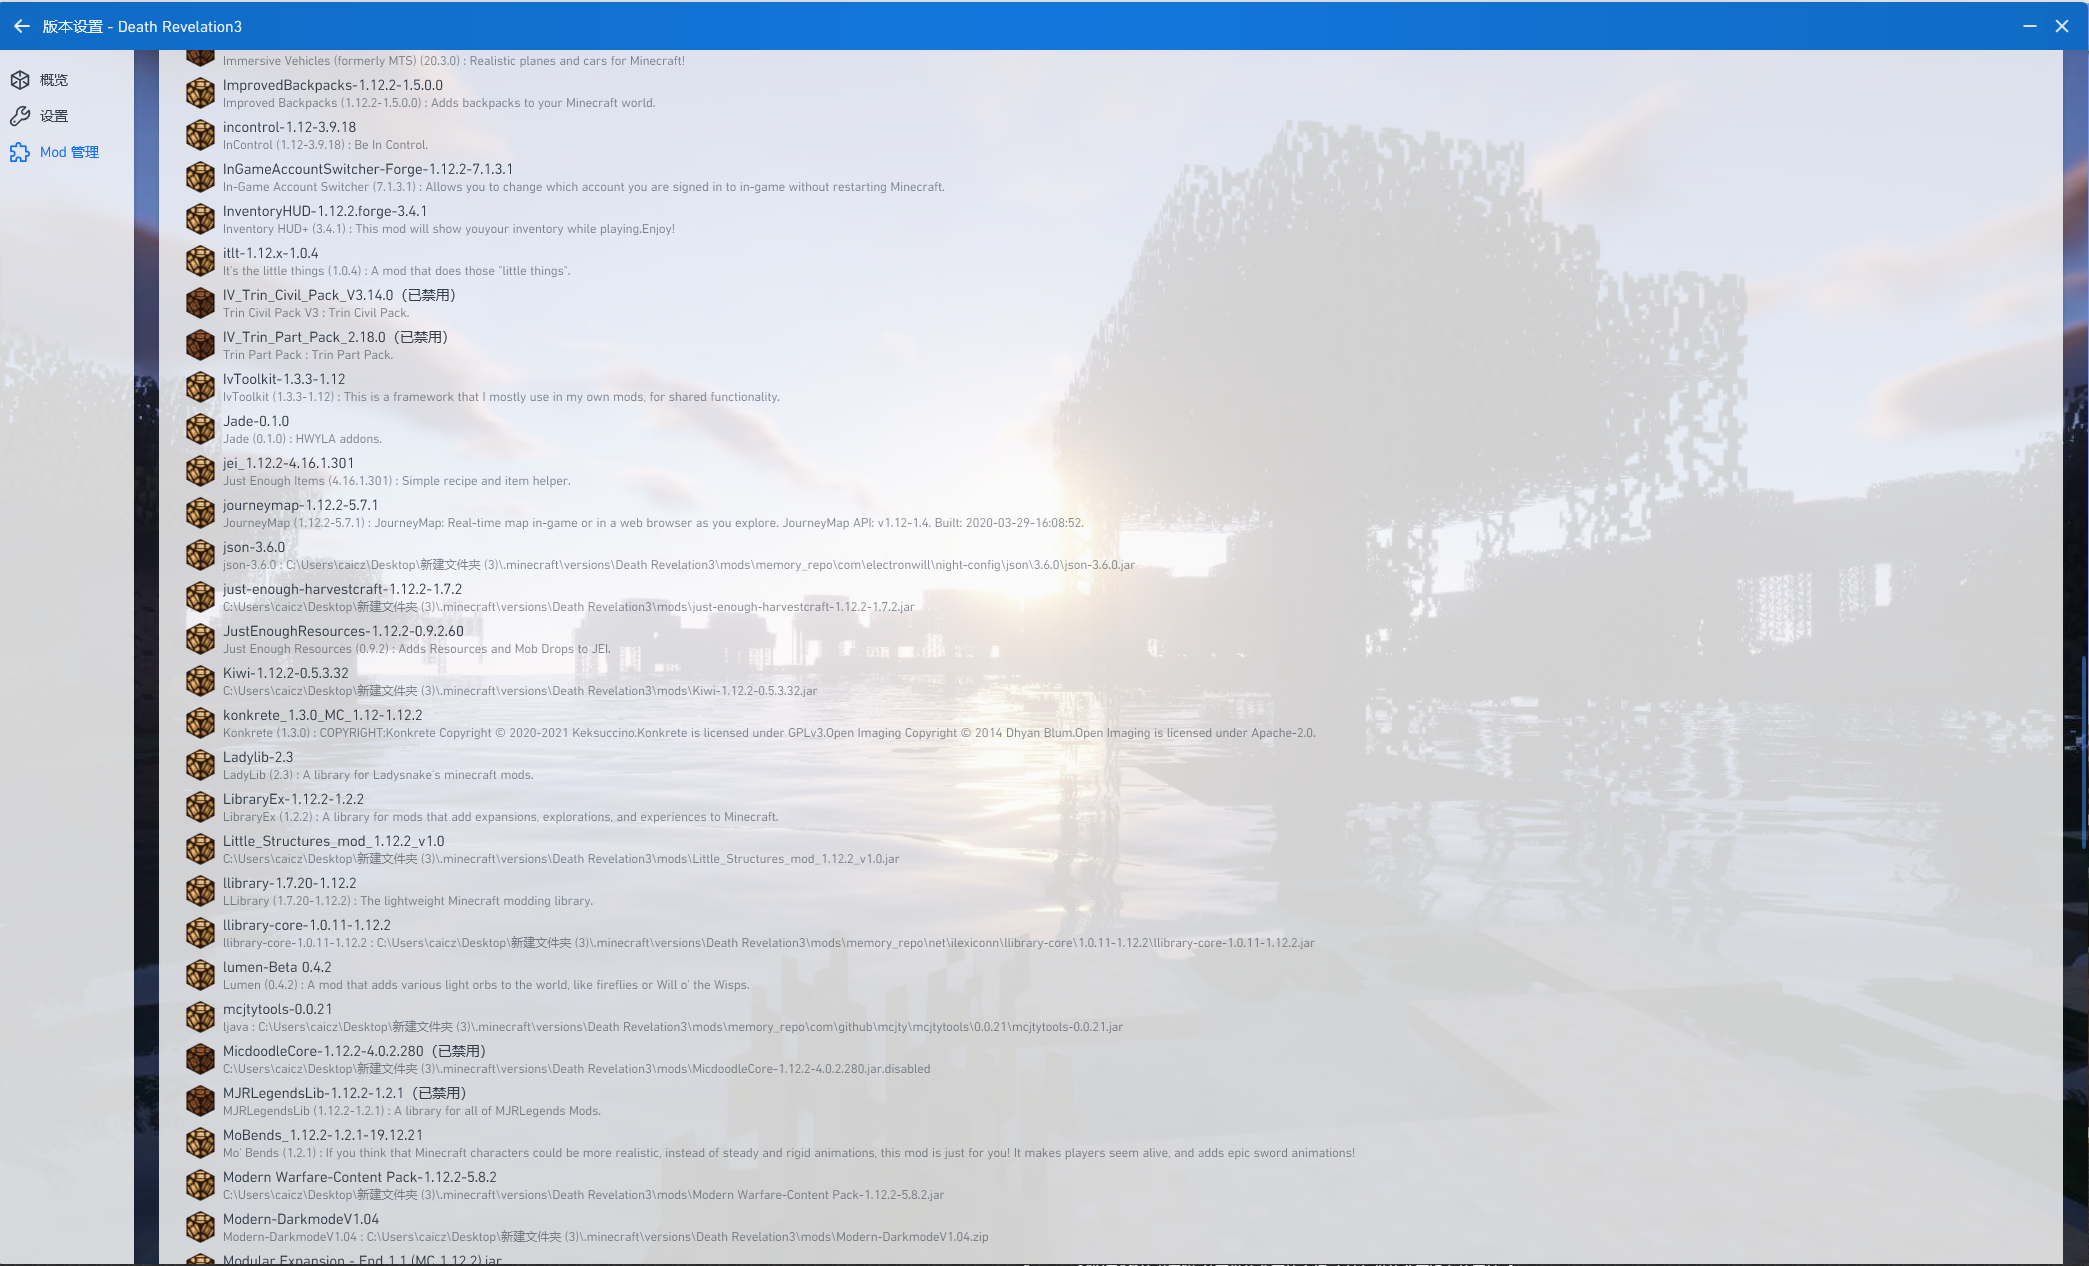 版本设置 - Death Revelation3
概览
设置
Mod 管理
Immersive Vehicles (formerly MTS) (20.3.0) : Realistic planes and cars for Minecraft!
ImprovedBackpacks-1.12.2-1.5.0.0
Improved Backpacks (1.12.2-1.5.0.0) : Adds backpacks to your Minecraft world.
incontrol-1.12-3.9.18
InControl (1.12-3.9.18) : Be In Control.
InGameAccountSwitcher-Forge-1.12.2-7.1.3.1
In-Game Account Switcher (7.1.3.1) : Allows you to change which account you are signed in to in-game without restarting Minecraft.
InventoryHUD-1.12.2.forge-3.4.1
Inventory HUD+ (3.4.1) : This mod will show youyour inventory while playing.Enjoy!
itlt-1.12.x-1.0.4
It's the little things (1.0.4) : A mod that does those "little things".
IV_Trin_Civil_Pack_V3.14.0（已禁用）
Trin Civil Pack V3 : Trin Civil Pack.
IV_Trin_Part_Pack_2.18.0（已禁用）
Trin Part Pack : Trin Part Pack.
IvToolkit-1.3.3-1.12
IvToolkit (1.3.3-1.12) : This is a framework that I mostly use in my own mods, for shared functionality.
Jade-0.1.0
Jade (0.1.0) : HWYLA addons.
jei_1.12.2-4.16.1.301
Just Enough Items (4.16.1.301) : Simple recipe and item helper.
journeymap-1.12.2-5.7.1
JourneyMap (1.12.2-5.7.1) : JourneyMap: Real-time map in-game or in a web browser as you explore. JourneyMap API: v1.12-1.4. Built: 2020-03-29-16:08:52.
json-3.6.0
json-3.6.0 : C:\Users\caicz\Desktop\新建文件夹 (3)\.minecraft\versions\Death Revelation3\mods\memory_repo\com\electronwill\night-config\json\3.6.0\json-3.6.0.jar
just-enough-harvestcraft-1.12.2-1.7.2
C:\Users\caicz\Desktop\新建文件夹 (3)\.minecraft\versions\Death Revelation3\mods\just-enough-harvestcraft-1.12.2-1.7.2.jar
JustEnoughResources-1.12.2-0.9.2.60
Just Enough Resources (0.9.2) : Adds Resources and Mob Drops to JEI.
Kiwi-1.12.2-0.5.3.32
C:\Users\caicz\Desktop\新建文件夹 (3)\.minecraft\versions\Death Revelation3\mods\Kiwi-1.12.2-0.5.3.32.jar
konkrete_1.3.0_MC_1.12-1.12.2
Konkrete (1.3.0) : COPYRIGHT:Konkrete Copyright © 2020-2021 Keksuccino.Konkrete is licensed under GPLv3.Open Imaging Copyright © 2014 Dhyan Blum.Open Imaging is licensed under Apache-2.0.
Ladylib-2.3
LadyLib (2.3) : A library for Ladysnake's minecraft mods.
LibraryEx-1.12.2-1.2.2
LibraryEx (1.2.2) : A library for mods that add expansions, explorations, and experiences to Minecraft.
Little_Structures_mod_1.12.2_v1.0
C:\Users\caicz\Desktop\新建文件夹 (3)\.minecraft\versions\Death Revelation3\mods\Little_Structures_mod_1.12.2_v1.0.jar
llibrary-1.7.20-1.12.2
LLibrary (1.7.20-1.12.2) : The lightweight Minecraft modding library.
llibrary-core-1.0.11-1.12.2
llibrary-core-1.0.11-1.12.2 : C:\Users\caicz\Desktop\新建文件夹 (3)\.minecraft\versions\Death Revelation3\mods\memory_repo\net\ilexiconn\llibrary-core\1.0.11-1.12.2\llibrary-core-1.0.11-1.12.2.jar
lumen-Beta 0.4.2
Lumen (0.4.2) : A mod that adds various light orbs to the world, like fireflies or Will o' the Wisps.
mcjtytools-0.0.21
ljava : C:\Users\caicz\Desktop\新建文件夹 (3)\.minecraft\versions\Death Revelation3\mods\memory_repo\com\github\mcjty\mcjtytools\0.0.21\mcjtytools-0.0.21.jar
MicdoodleCore-1.12.2-4.0.2.280（已禁用）
C:\Users\caicz\Desktop\新建文件夹 (3)\.minecraft\versions\Death Revelation3\mods\MicdoodleCore-1.12.2-4.0.2.280.jar.disabled
MJRLegendsLib-1.12.2-1.2.1（已禁用）
MJRLegendsLib (1.12.2-1.2.1) : A library for all of MJRLegends Mods.
MoBends_1.12.2-1.2.1-19.12.21
Mo' Bends (1.2.1) : If you think that Minecraft characters could be more realistic, instead of steady and rigid animations, this mod is just for you! It makes players seem alive, and adds epic sword animations!
Modern Warfare-Content Pack-1.12.2-5.8.2
C:\Users\caicz\Desktop\新建文件夹 (3)\.minecraft\versions\Death Revelation3\mods\Modern Warfare-Content Pack-1.12.2-5.8.2.jar
Modern-DarkmodeV1.04
Modern-DarkmodeV1.04 : C:\Users\caicz\Desktop\新建文件夹 (3)\.minecraft\versions\Death Revelation3\mods\Modern-DarkmodeV1.04.zip
Modular Expansion - End 1.1 (MC 1.12.2).jar